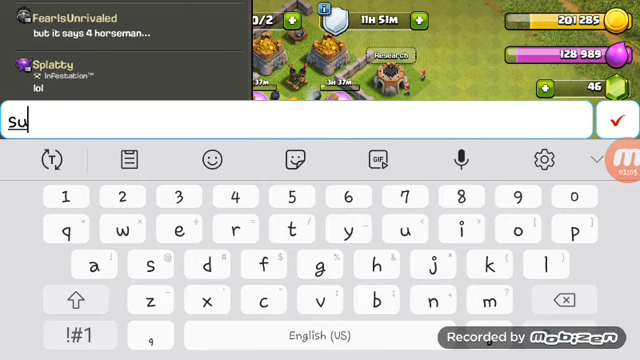 FearIsUnrivaled
but it says 4 horseman...
Splatty
InFestation™
lol
0/2
11H 51M
201 285
128 989
46
Research
3H 37M
su
T
GIF
1 2 3 4 5 6 7 8 9 0
q w e r t y u i o p
a s d f g h j k l
z x c v b n m
!#1 , English (US)
01:05
Recorded by mobizen